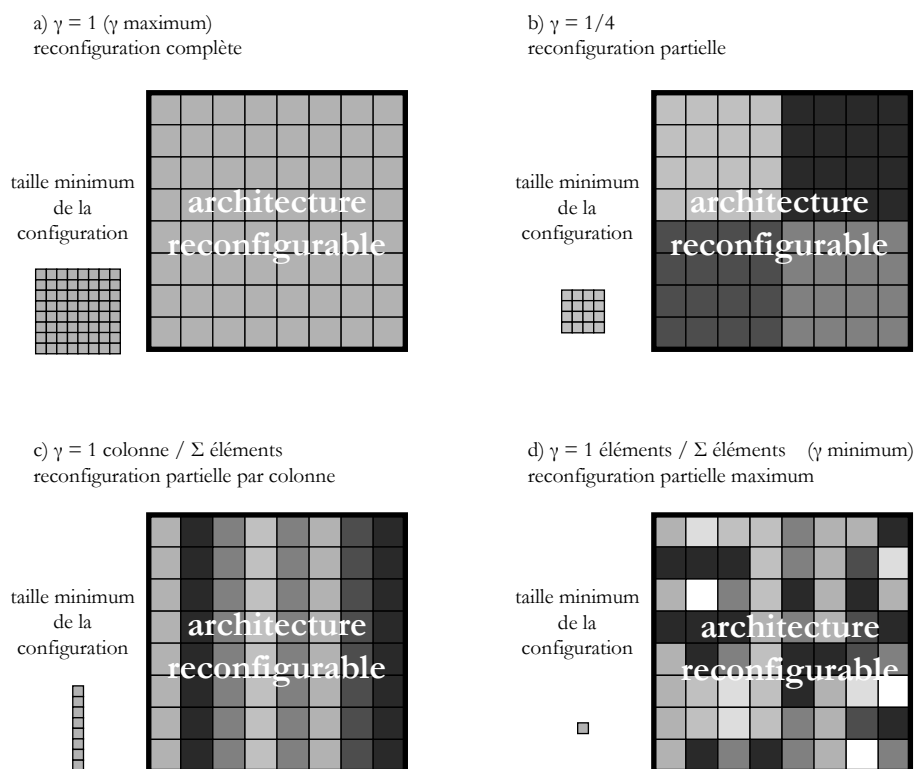 a) γ = 1 (γ maximum)
reconfiguration complète
taille minimum
de la
configuration
architecture
reconfigurable
b) γ = 1/4
reconfiguration partielle
taille minimum
de la
configuration
architecture
reconfigurable
c) γ = 1 colonne / Σ éléments
reconfiguration partielle par colonne
taille minimum
de la
configuration
architecture
reconfigurable
d) γ = 1 éléments / Σ éléments (γ minimum)
reconfiguration partielle maximum
taille minimum
de la
configuration
architecture
reconfigurable